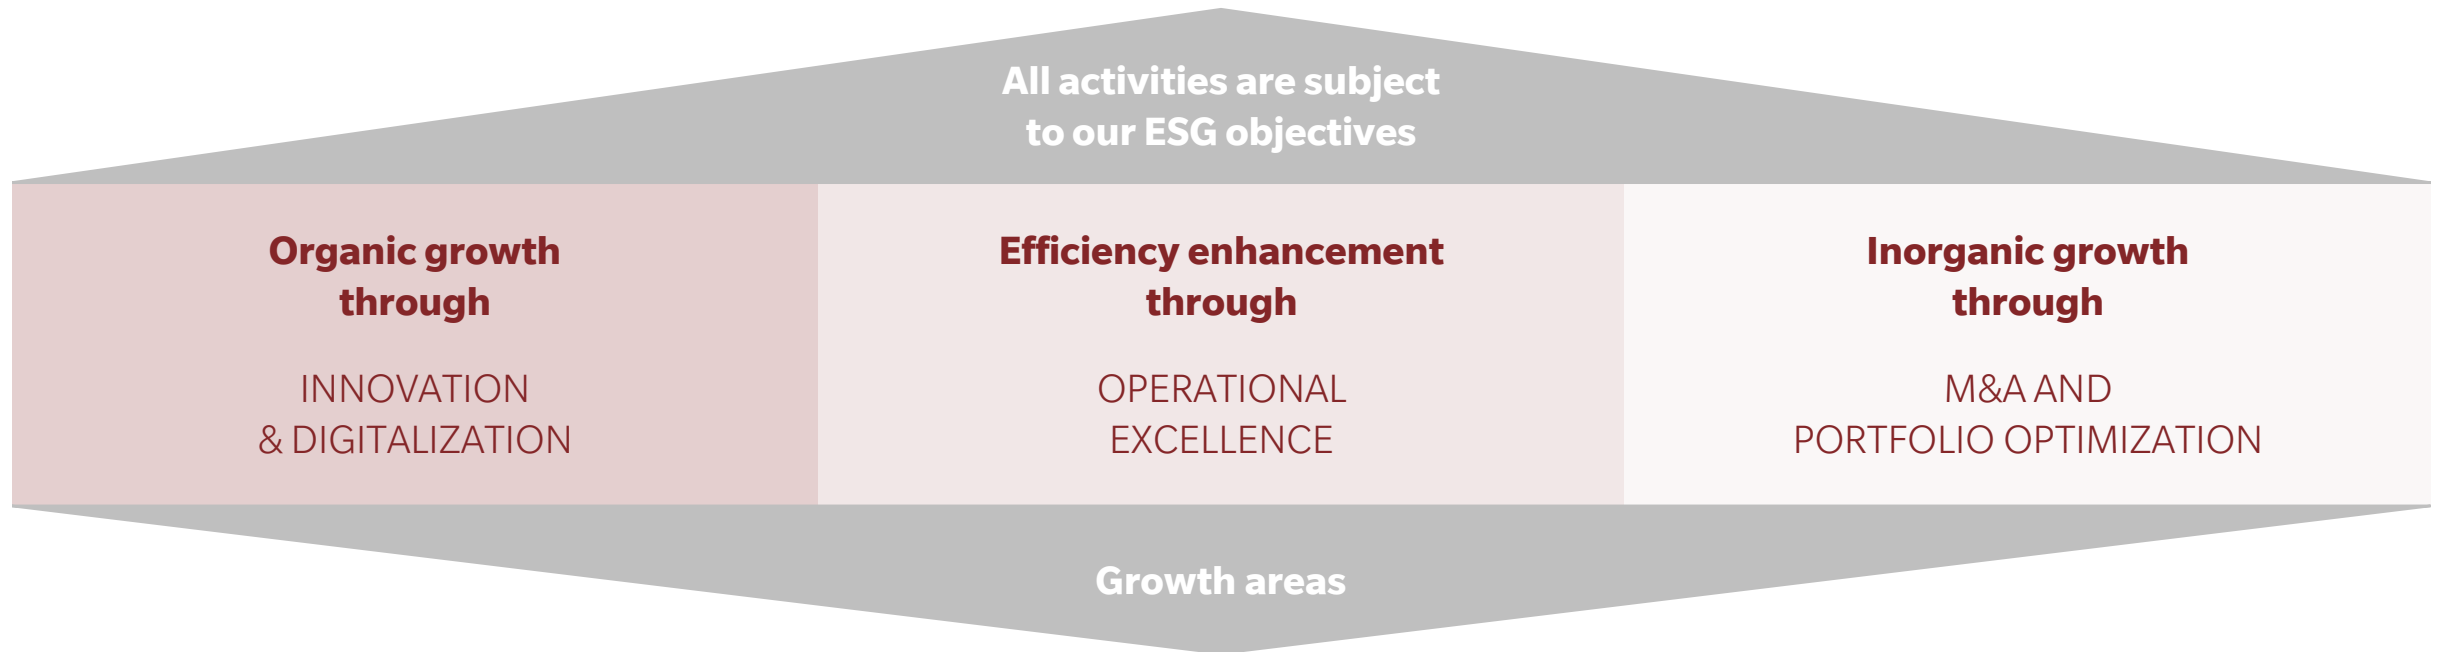 All activities are subject
to our ESG objectives
Organic growth
through
INNOVATION
& DIGITALIZATION
Efficiency enhancement
through
OPERATIONAL
EXCELLENCE
Inorganic growth
through
M&A AND
PORTFOLIO OPTIMIZATION
Growth areas